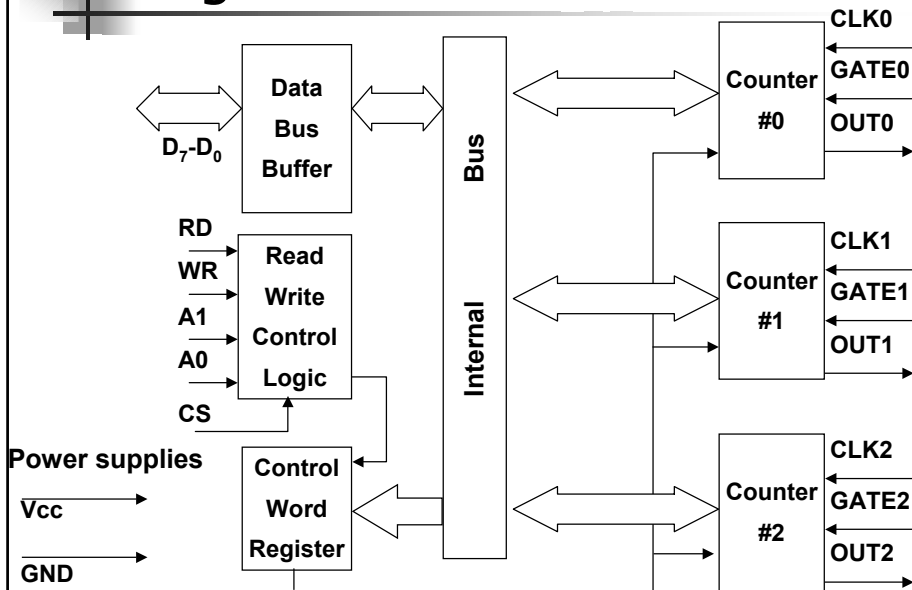 Data
Bus
Buffer
D₇-D₀
RD
WR
A1
A0
CS
Read
Write
Control
Logic
Power supplies
Vcc
GND
Control
Word
Register
Internal Bus
Counter
#0
CLK0
GATE0
OUT0
Counter
#1
CLK1
GATE1
OUT1
Counter
#2
CLK2
GATE2
OUT2